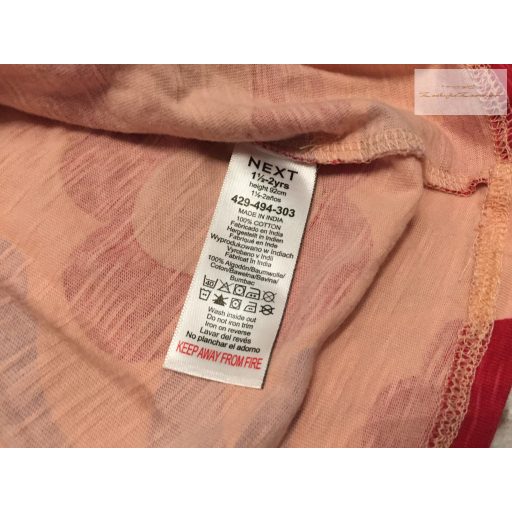 NEXT
1½-2yrs
height 92cm
1½-2años
429-494-303
MADE IN INDIA
100% COTTON
Fabricado en India
Hergestellt in Indien
Fabriqué en Inde
Wyprodukowano w Indiach
Vyrobeno v Indii
Fabricat în India
100% Algodón/Baumwolle/
Coton/Bawełna/Bavlna/
Bumbac
40
Wash inside out
Do not iron trim
Iron on reverse
Lavar del revés
No planchar el adorno
KEEP AWAY FROM FIRE